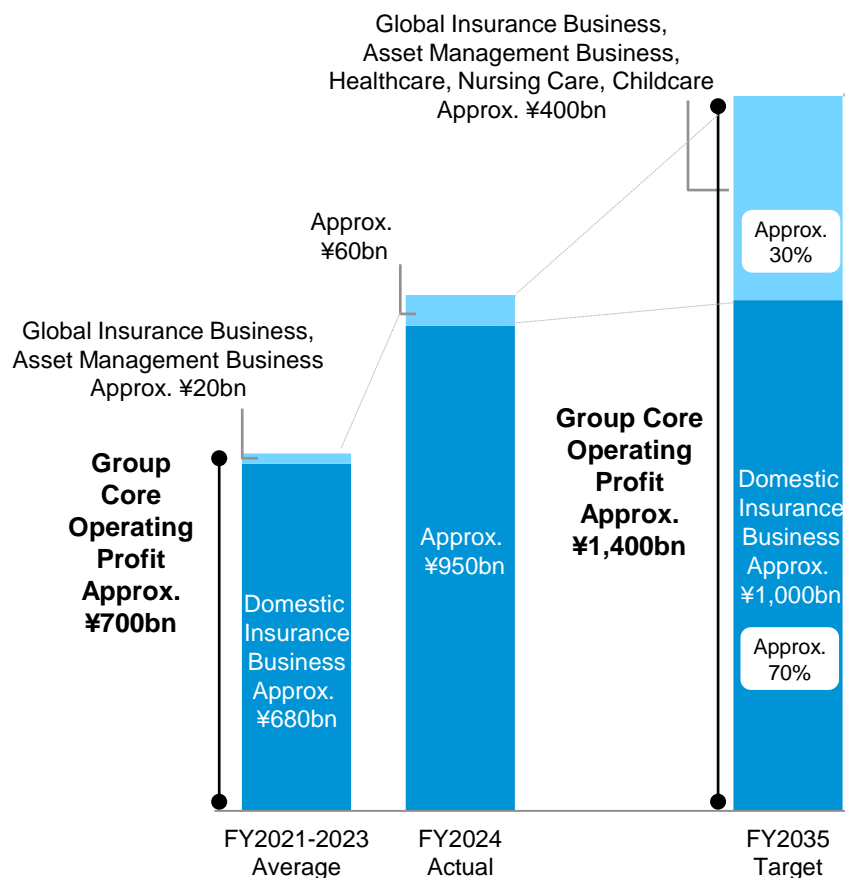 Global Insurance Business,
Asset Management Business,
Healthcare, Nursing Care, Childcare
Approx. ¥400bn
Approx.
¥60bn
Approx.
30%
Global Insurance Business,
Asset Management Business
Approx. ¥20bn
Group
Core
Operating
Profit
Approx.
¥700bn
Domestic
Insurance
Business
Approx.
¥680bn
Approx.
¥950bn
Group Core
Operating
Profit
Approx.
¥1,400bn
Domestic
Insurance
Business
Approx.
¥1,000bn
Approx.
70%
FY2021-2023
Average
FY2024
Actual
FY2035
Target